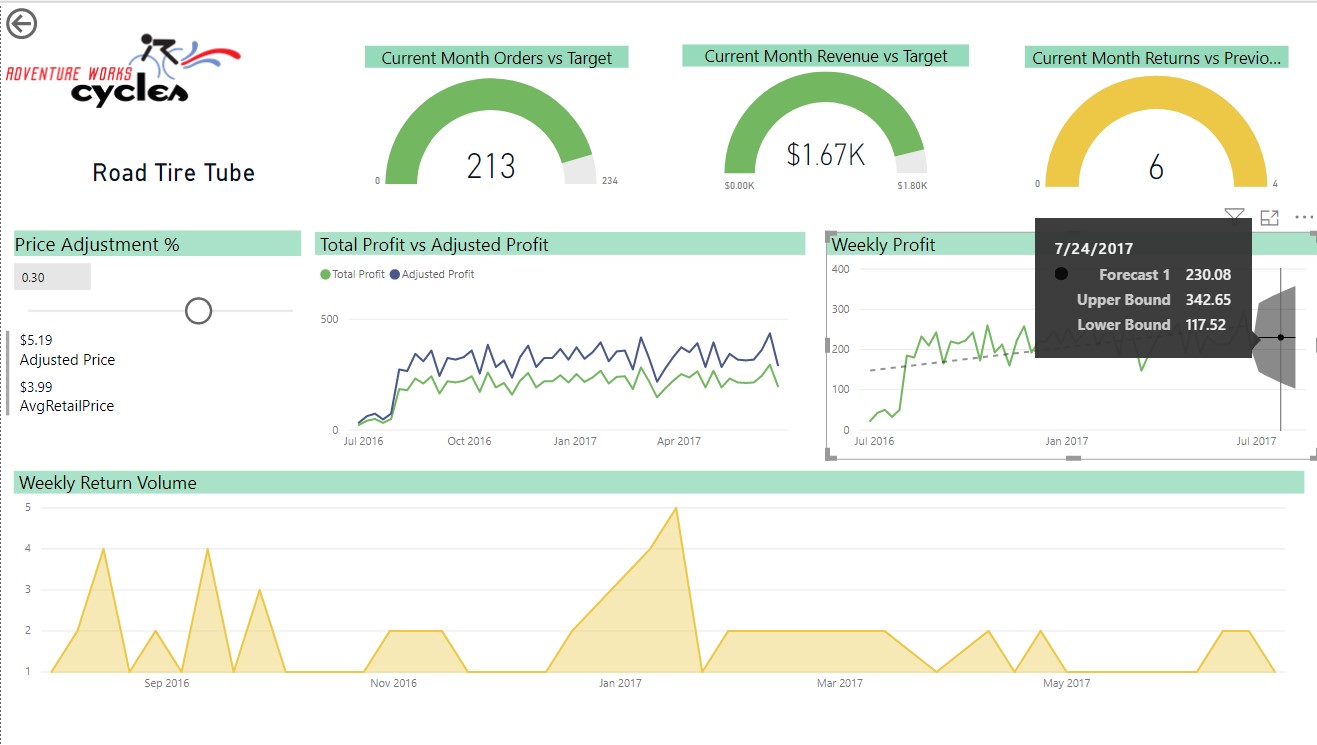 ADVENTURE WORKS
cycles
Road Tire Tube
Current Month Orders vs Target
213
0
234
Current Month Revenue vs Target
$1.67K
$0.00K
$1.80K
Current Month Returns vs Previo...
6
0
4
Price Adjustment %
0.30
$5.19
Adjusted Price
$3.99
AvgRetailPrice
Total Profit vs Adjusted Profit
Total Profit Adjusted Profit
500
0
Jul 2016 Oct 2016 Jan 2017 Apr 2017
Weekly Profit
400
300
200
100
0
Jul 2016 Jan 2017 Jul 2017
7/24/2017
Forecast 1 230.08
Upper Bound 342.65
Lower Bound 117.52
Weekly Return Volume
5
4
3
2
1
Sep 2016 Nov 2016 Jan 2017 Mar 2017 May 2017